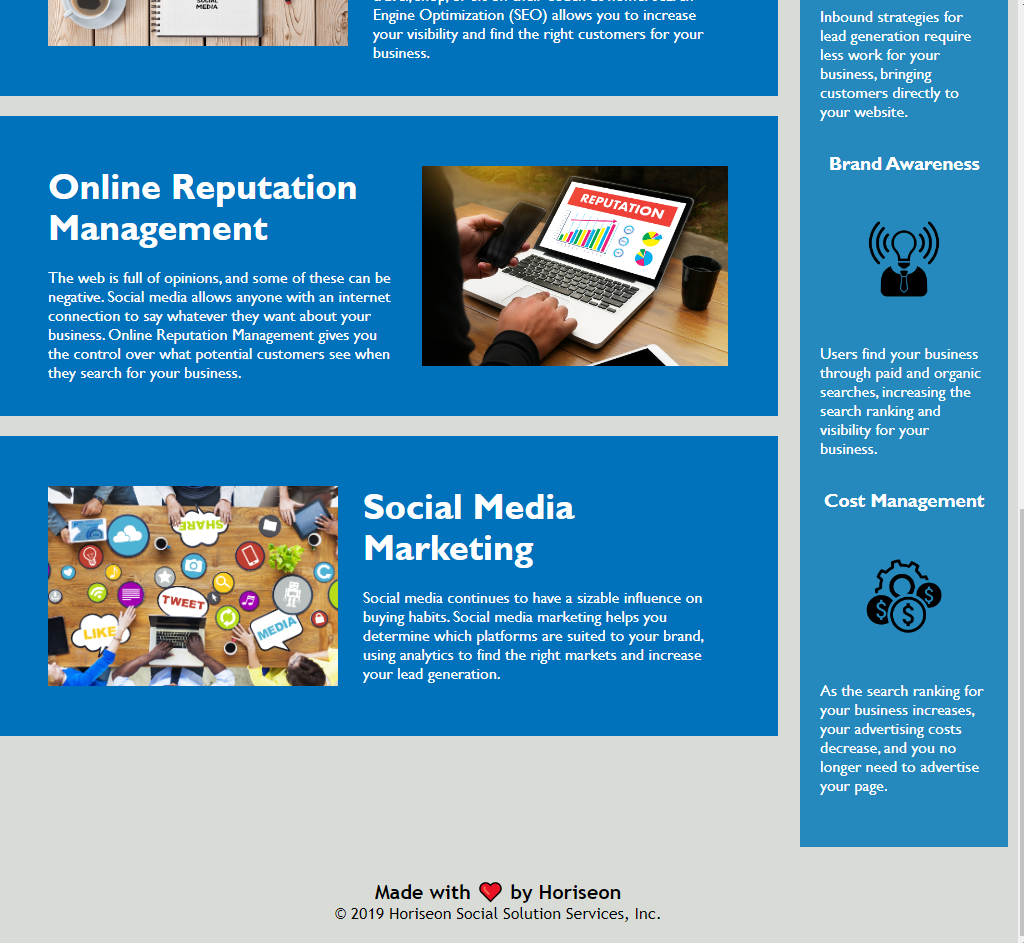 SOCIAL
MEDIA
Engine Optimization (SEO) allows you to increase
your visibility and find the right customers for your
business.
Online Reputation
Management
The web is full of opinions, and some of these can be
negative. Social media allows anyone with an internet
connection to say whatever they want about your
business. Online Reputation Management gives you
the control over what potential customers see when
they search for your business.
REPUTATION
SHARE
TWEET
LIKE
MEDIA
Social Media
Marketing
Social media continues to have a sizable influence on
buying habits. Social media marketing helps you
determine which platforms are suited to your brand,
using analytics to find the right markets and increase
your lead generation.
Inbound strategies for
lead generation require
less work for your
business, bringing
customers directly to
your website.
Brand Awareness
Users find your business
through paid and organic
searches, increasing the
search ranking and
visibility for your
business.
Cost Management
$ $ $
As the search ranking for
your business increases,
your advertising costs
decrease, and you no
longer need to advertise
your page.
Made with ❤ by Horiseon
© 2019 Horiseon Social Solution Services, Inc.